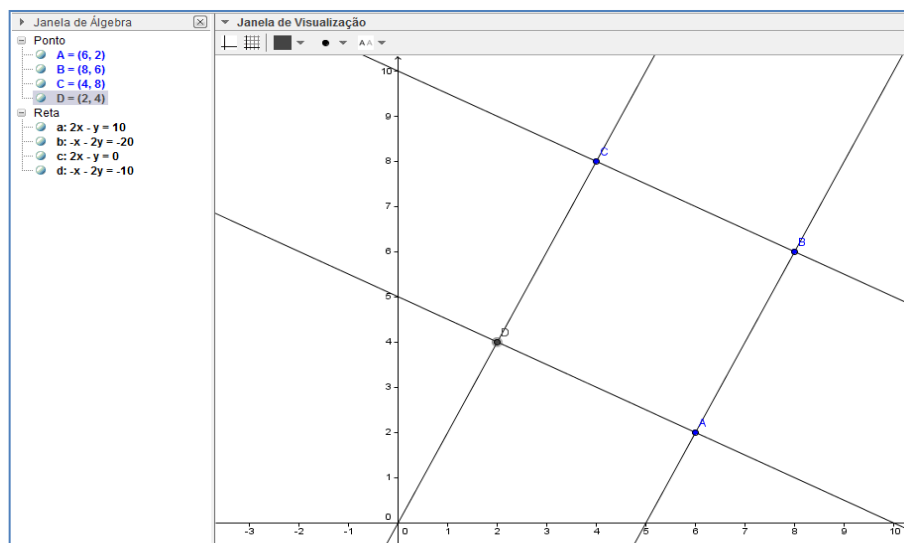 Janela de Álgebra
Ponto
A = (6, 2)
B = (8, 6)
C = (4, 8)
D = (2, 4)
Reta
a: 2x - y = 10
b: -x - 2y = -20
c: 2x - y = 0
d: -x - 2y = -10
Janela de Visualização
A A
10
9
8
7
6
5
4
3
2
1
0
C
B
D
A
-3 -2 -1 0 1 2 3 4 5 6 7 8 9 10